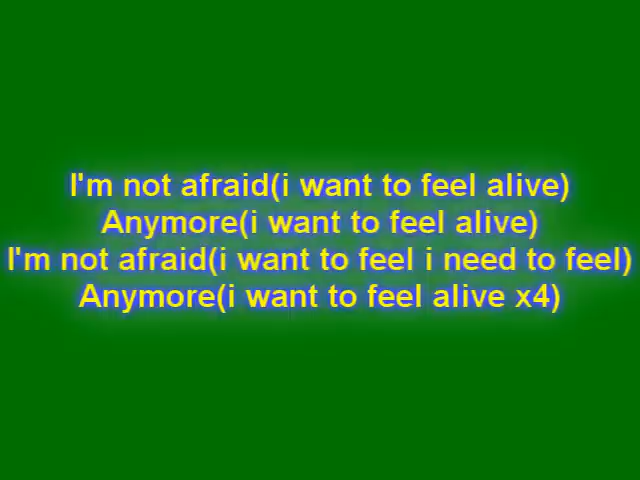 I'm not afraid(i want to feel alive)
Anymore(i want to feel alive)
I'm not afraid(i want to feel i need to feel)
Anymore(i want to feel alive x4)